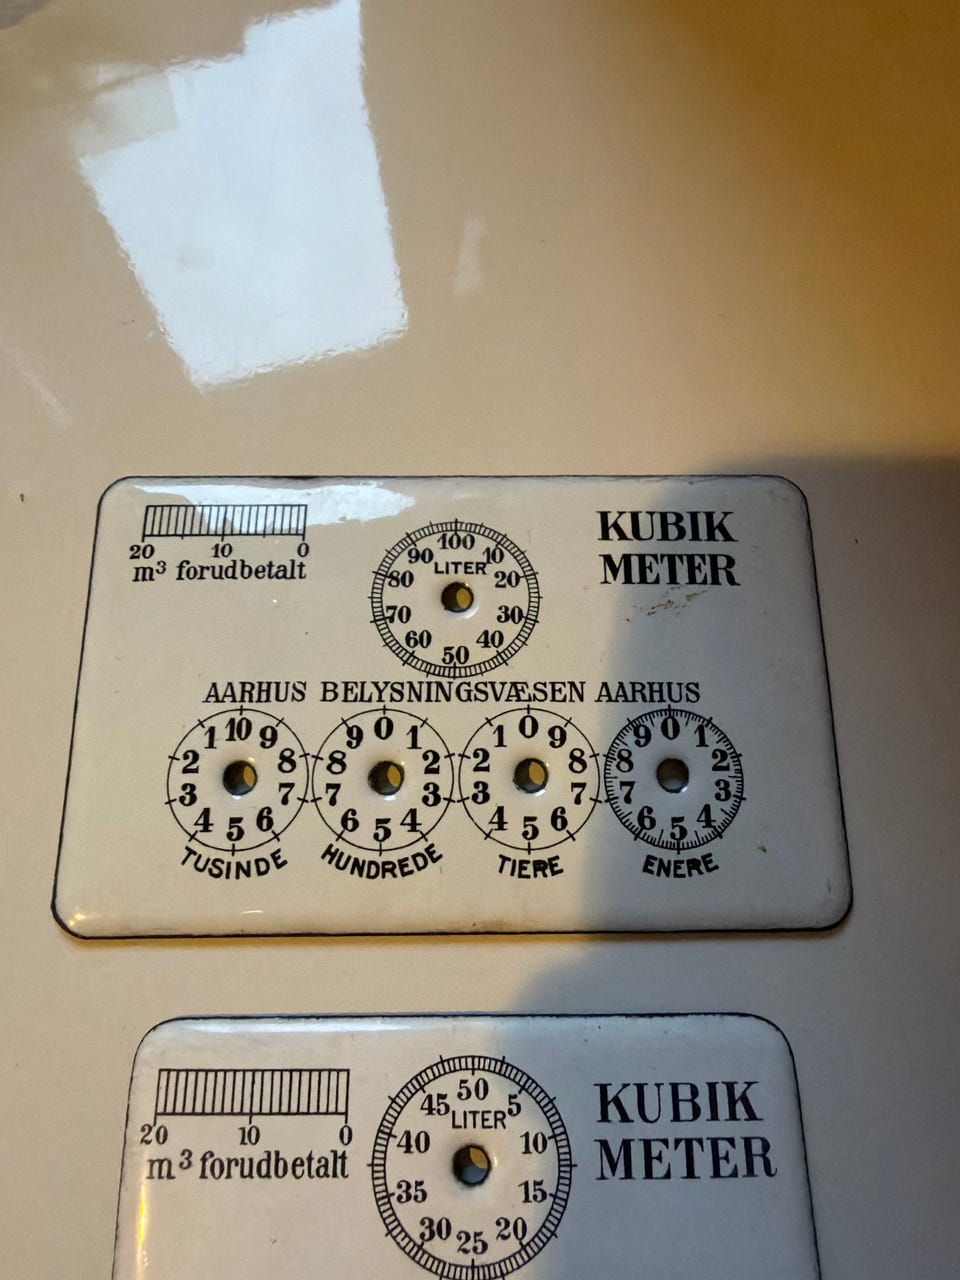 20 10 0
m³ forudbetalt
100 10 20 30 40 50 60 70 80 90
LITER
KUBIK
METER
AARHUS BELYSNINGSVÆSEN AARHUS
10 9 8 7 6 5 4 3 2 1
TUSINDE
0 1 2 3 4 5 6 7 8 9
HUNDREDE
0 9 8 7 6 5 4 3 2 1
TIERE
0 1 2 3 4 5 6 7 8 9
ENERE
20 10 0
m³ forudbetalt
50 5 10 15 20 25 30 35 40 45
LITER
KUBIK
METER